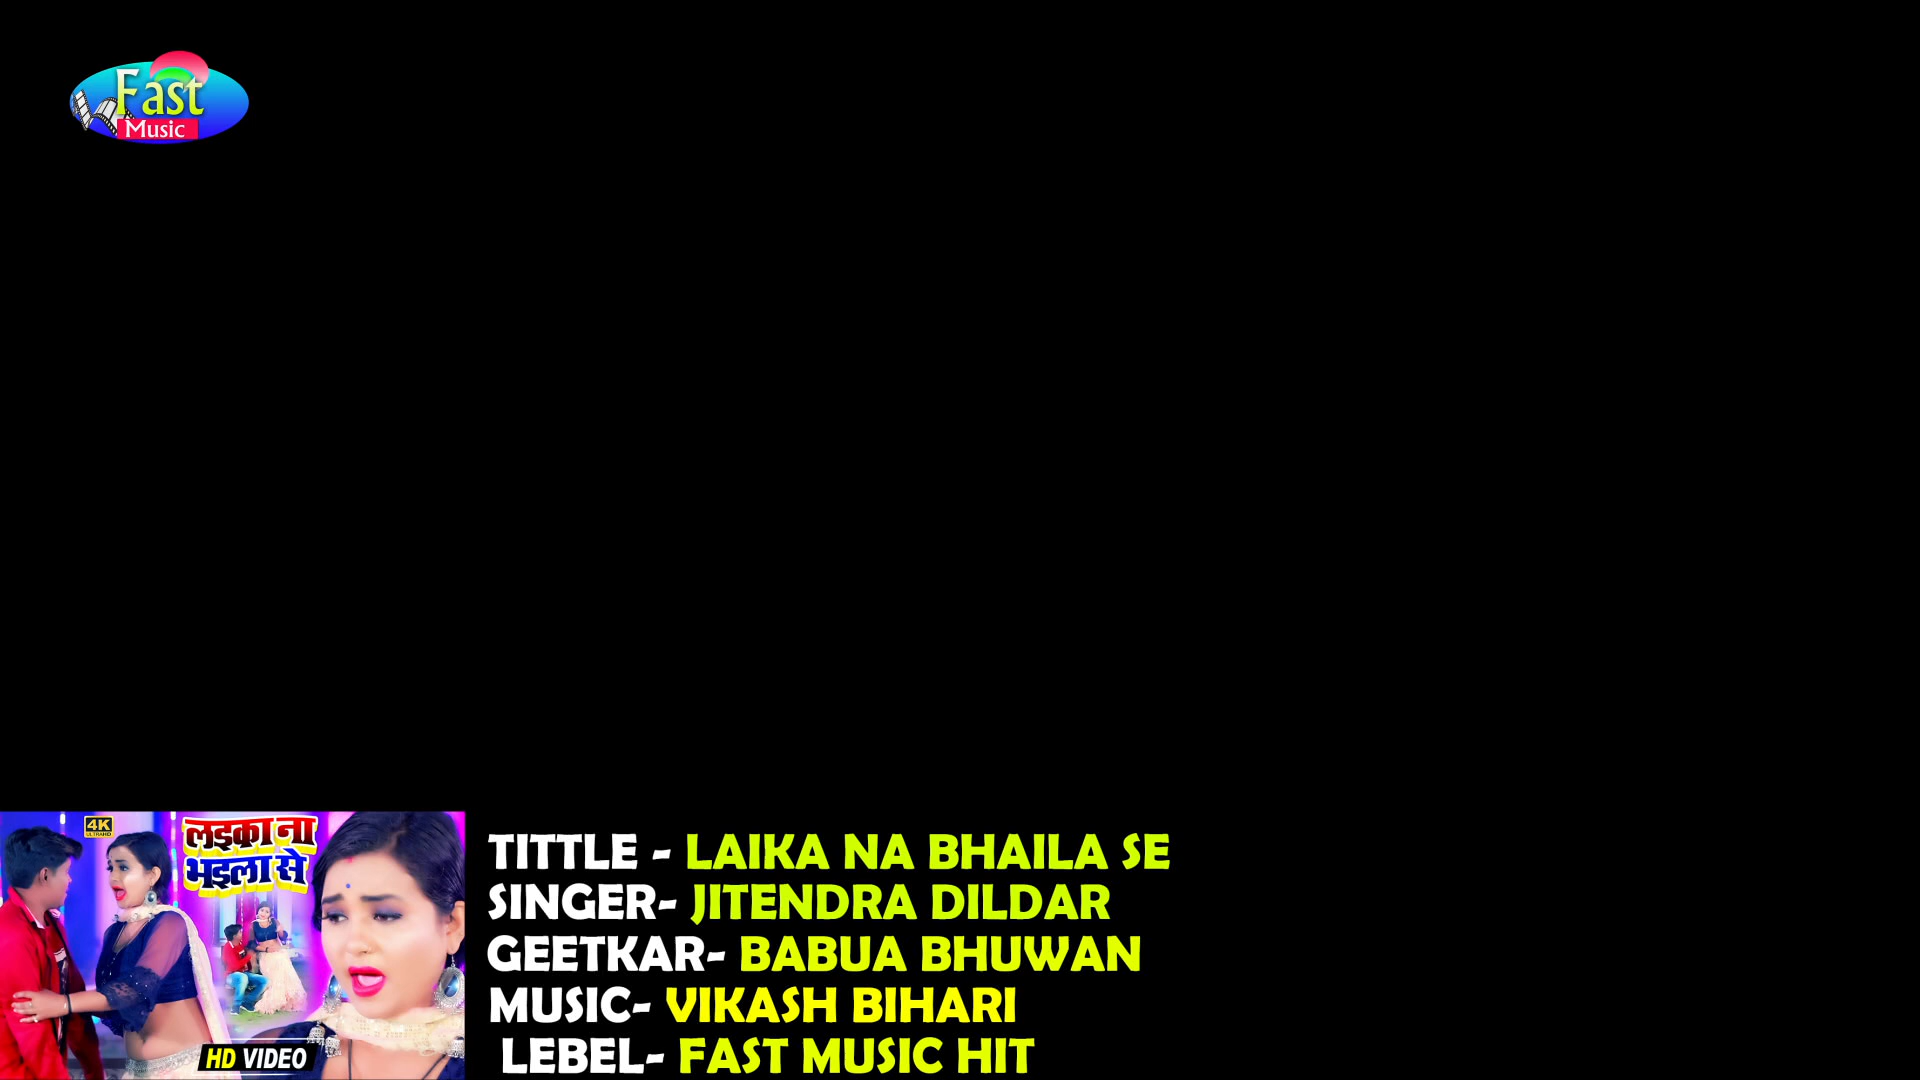 Fast
Music
4K
ULTRAHD
लइका ना
भइला से
HD VIDEO
TITTLE - LAIKA NA BHAILA SE
SINGER- JITENDRA DILDAR
GEETKAR- BABUA BHUWAN
MUSIC- VIKASH BIHARI
LEBEL- FAST MUSIC HIT